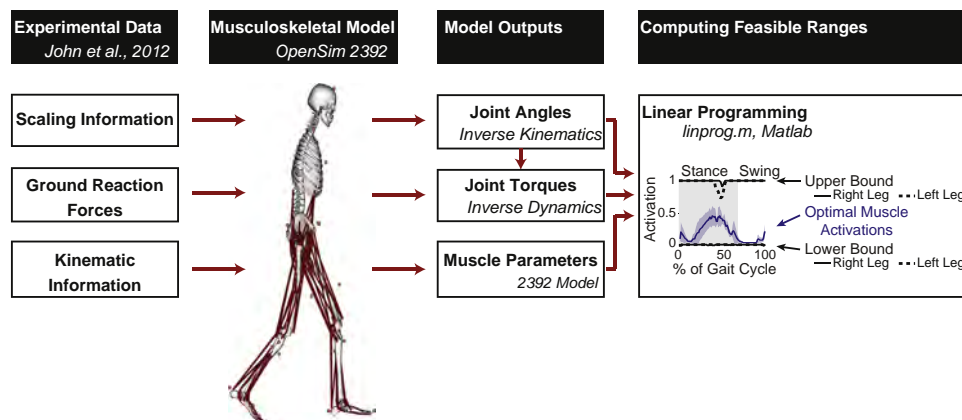 Experimental Data
John et al., 2012
Musculoskeletal Model
OpenSim 2392
Model Outputs
Computing Feasible Ranges
Scaling Information
Ground Reaction
Forces
Kinematic
Information
Joint Angles
Inverse Kinematics
Joint Torques
Inverse Dynamics
Muscle Parameters
2392 Model
Linear Programming
linprog.m, Matlab
Stance Swing
1
0.5
0
Activation
0 50 100
% of Gait Cycle
Upper Bound
Right Leg Left Leg
Optimal Muscle
Activations
Lower Bound
Right Leg Left Leg